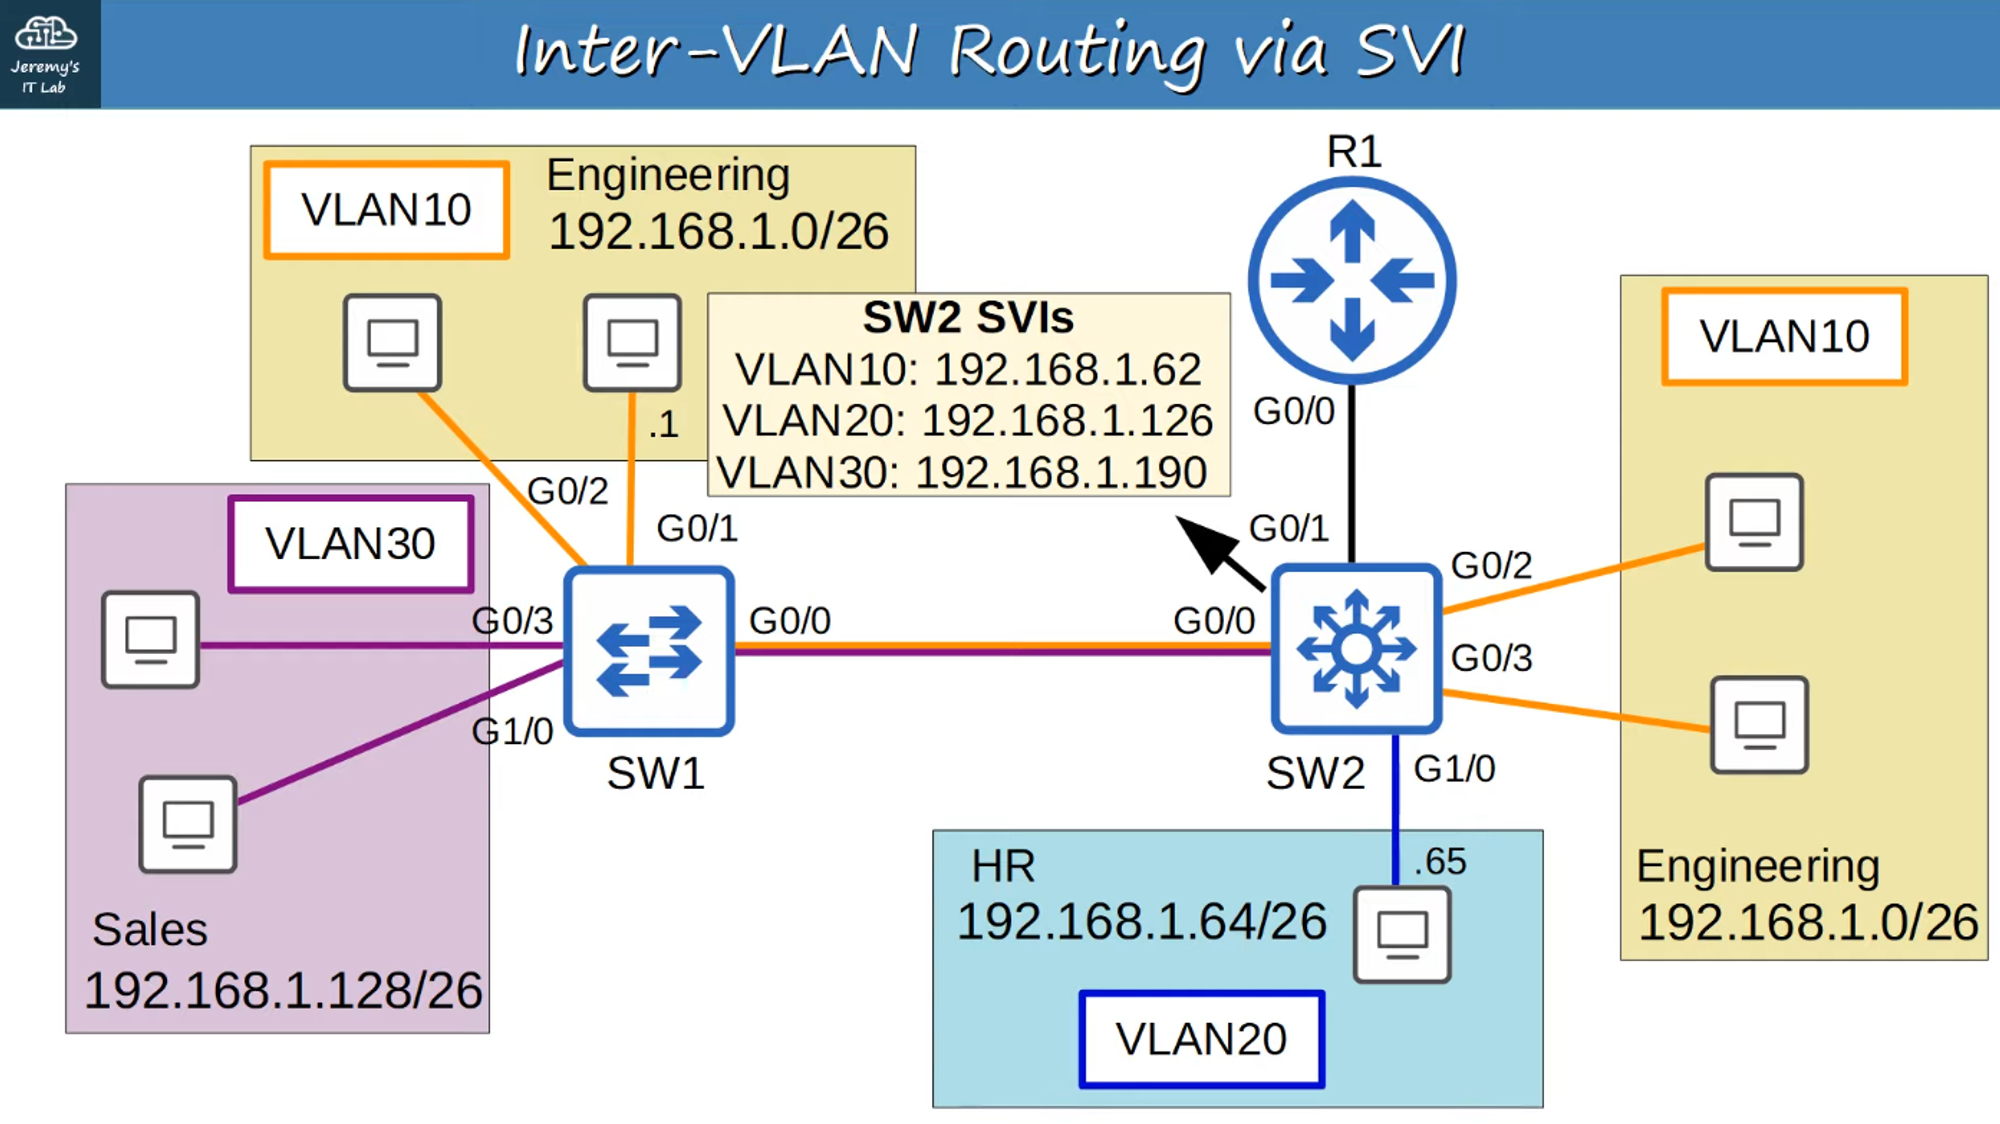 Jeremy's
IT Lab
Inter-VLAN Routing via SVI
VLAN10
Engineering
192.168.1.0/26
.1
SW2 SVIs
VLAN10: 192.168.1.62
VLAN20: 192.168.1.126
VLAN30: 192.168.1.190
R1
G0/0
G0/1
VLAN10
Engineering
192.168.1.0/26
VLAN30
Sales
192.168.1.128/26
G0/2
G0/1
G0/3
G1/0
G0/0
SW1
G0/0
G0/2
G0/3
SW2
G1/0
HR
192.168.1.64/26
.65
VLAN20